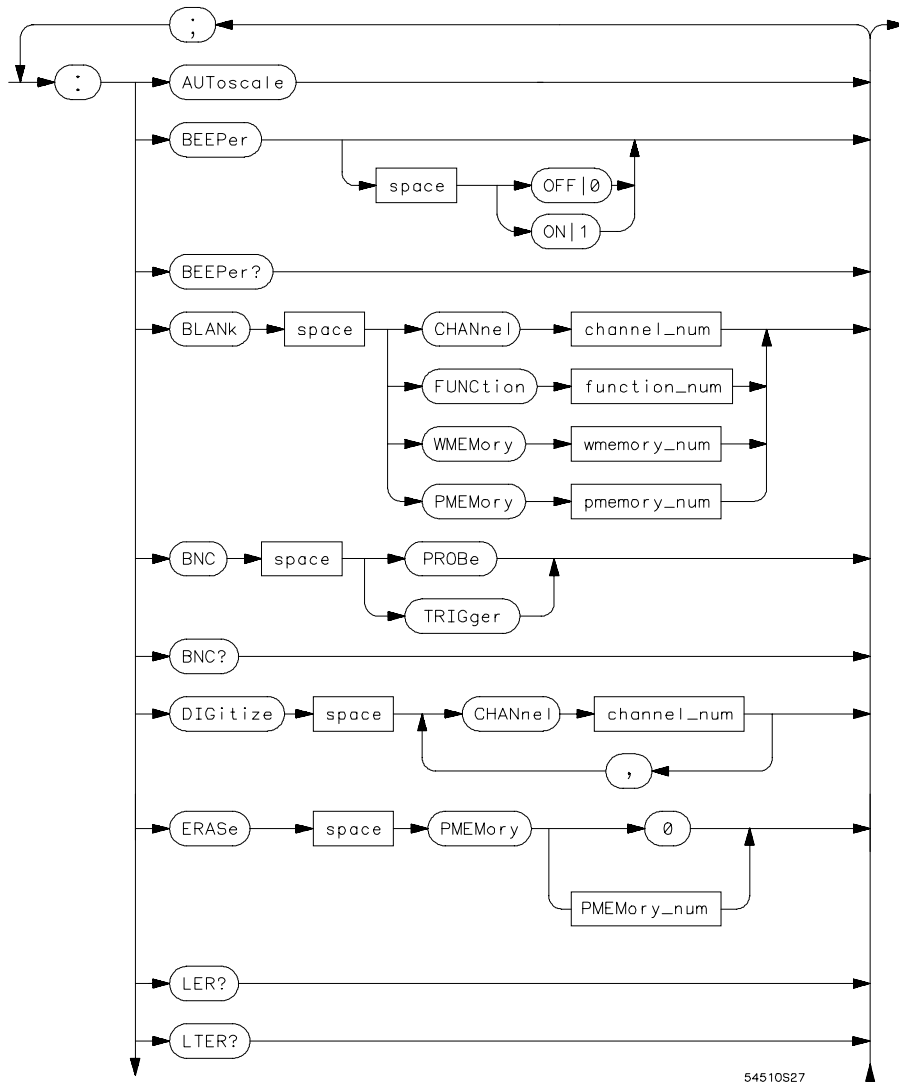 ;
: AUToscale
BEEPer
space OFF|0
ON|1
BEEPer?
BLANk space CHANnel channel_num
FUNCtion function_num
WMEMory wmemory_num
PMEMory pmemory_num
BNC space PROBe
TRIGger
BNC?
DIGitize space CHANnel channel_num
,
ERASe space PMEMory 0
PMEMory_num
LER?
LTER?
54510S27